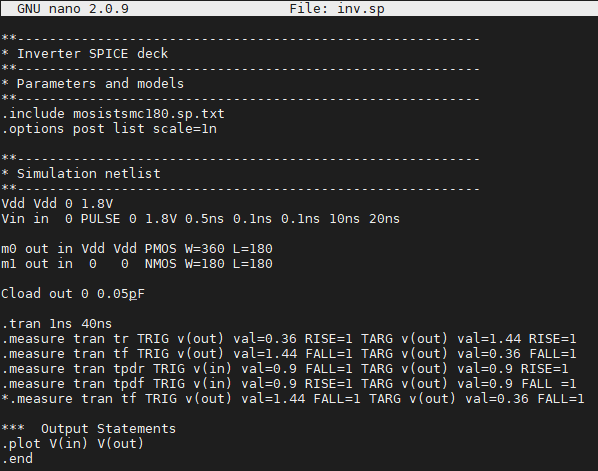 GNU nano 2.0.9 File: inv.sp
**-------------------------------------------------------
* Inverter SPICE deck
**-------------------------------------------------------
* Parameters and models
**-------------------------------------------------------
.include mosistsmc180.sp.txt
.options post list scale=1n
**-------------------------------------------------------
* Simulation netlist
**-------------------------------------------------------
Vdd Vdd 0 1.8V
Vin in  0 PULSE 0 1.8V 0.5ns 0.1ns 0.1ns 10ns 20ns
m0 out in Vdd Vdd PMOS W=360 L=180
m1 out in  0   0  NMOS W=180 L=180
Cload out 0 0.05pF
.tran 1ns 40ns
.measure tran tr TRIG v(out) val=0.36 RISE=1 TARG v(out) val=1.44 RISE=1
.measure tran tf TRIG v(out) val=1.44 FALL=1 TARG v(out) val=0.36 FALL=1
.measure tran tpdr TRIG v(in) val=0.9 FALL=1 TARG v(out) val=0.9 RISE=1
.measure tran tpdf TRIG v(in) val=0.9 RISE=1 TARG v(out) val=0.9 FALL =1
*.measure tran tf TRIG v(out) val=1.44 FALL=1 TARG v(out) val=0.36 FALL=1
***  Output Statements
.plot V(in) V(out)
.end